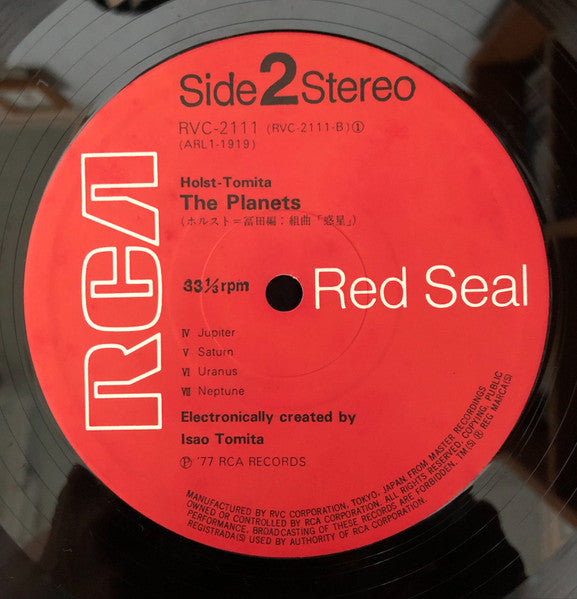 Side 2 Stereo
RVC-2111 (RVC-2111-B)①
(ARL1-1919)
Holst-Tomita
The Planets
(ホルスト=冨田編:組曲「惑星」)
33⅓rpm
RCA
Red Seal
Ⅳ Jupiter
Ⅴ Saturn
Ⅵ Uranus
Ⅶ Neptune
Electronically created by
Isao Tomita
Ⓟ '77 RCA RECORDS
MANUFACTURED BY RVC CORPORATION, TOKYO, JAPAN FROM MASTER RECORDINGS
OWNED OR CONTROLLED BY RCA CORPORATION. ALL RIGHTS RESERVED, COPYING, PUBLIC
PERFORMANCE, BROADCASTING OF THESE RECORDS ARE FORBIDDEN. TM(S) ® REG MARCA(S)
REGISTRADA(S) USED BY AUTHORITY OF RCA CORPORATION.